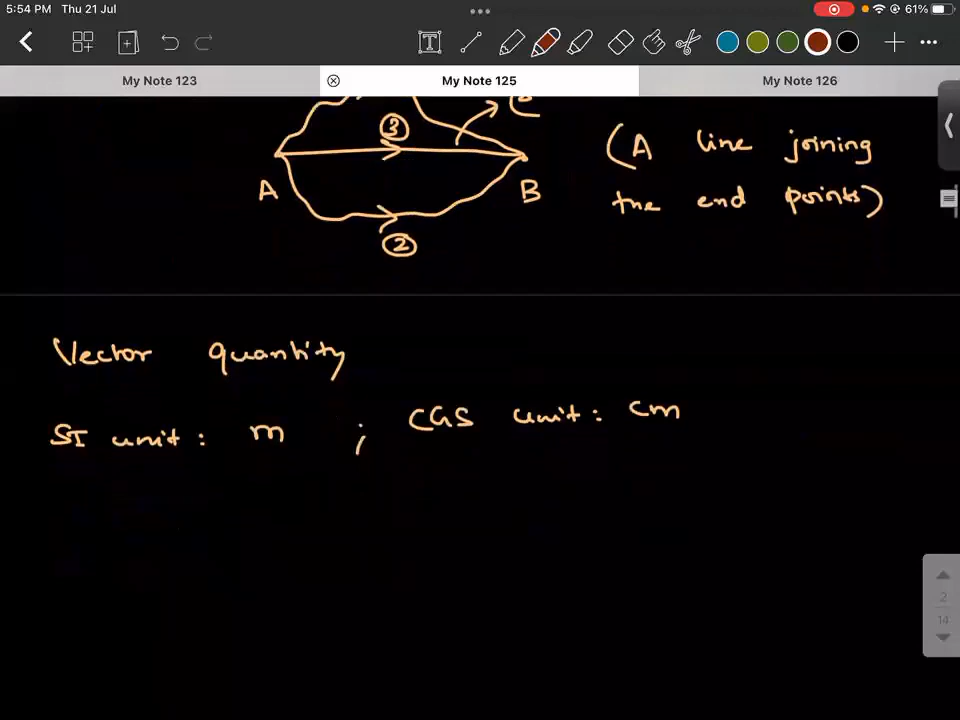 5:54 PM Thu 21 Jul
61%
My Note 123
My Note 125
My Note 126
3
A
B
2
(A line joining
the end points)
Vector quantity
SI unit: m ; CGS unit: cm
2
14